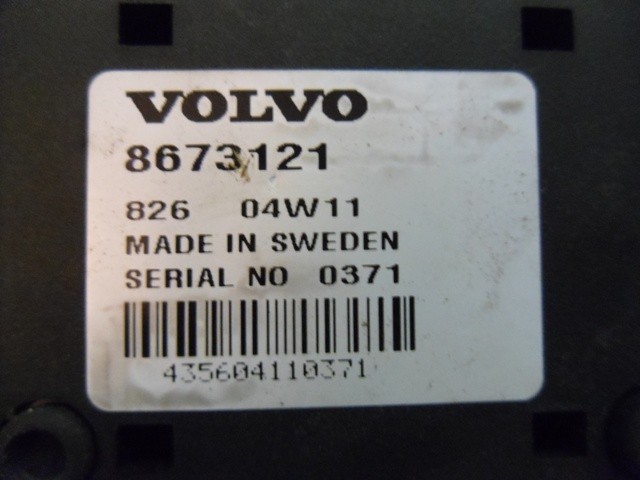 VOLVO
8673121
826 04W11
MADE IN SWEDEN
SERIAL NO 0371
435604110371